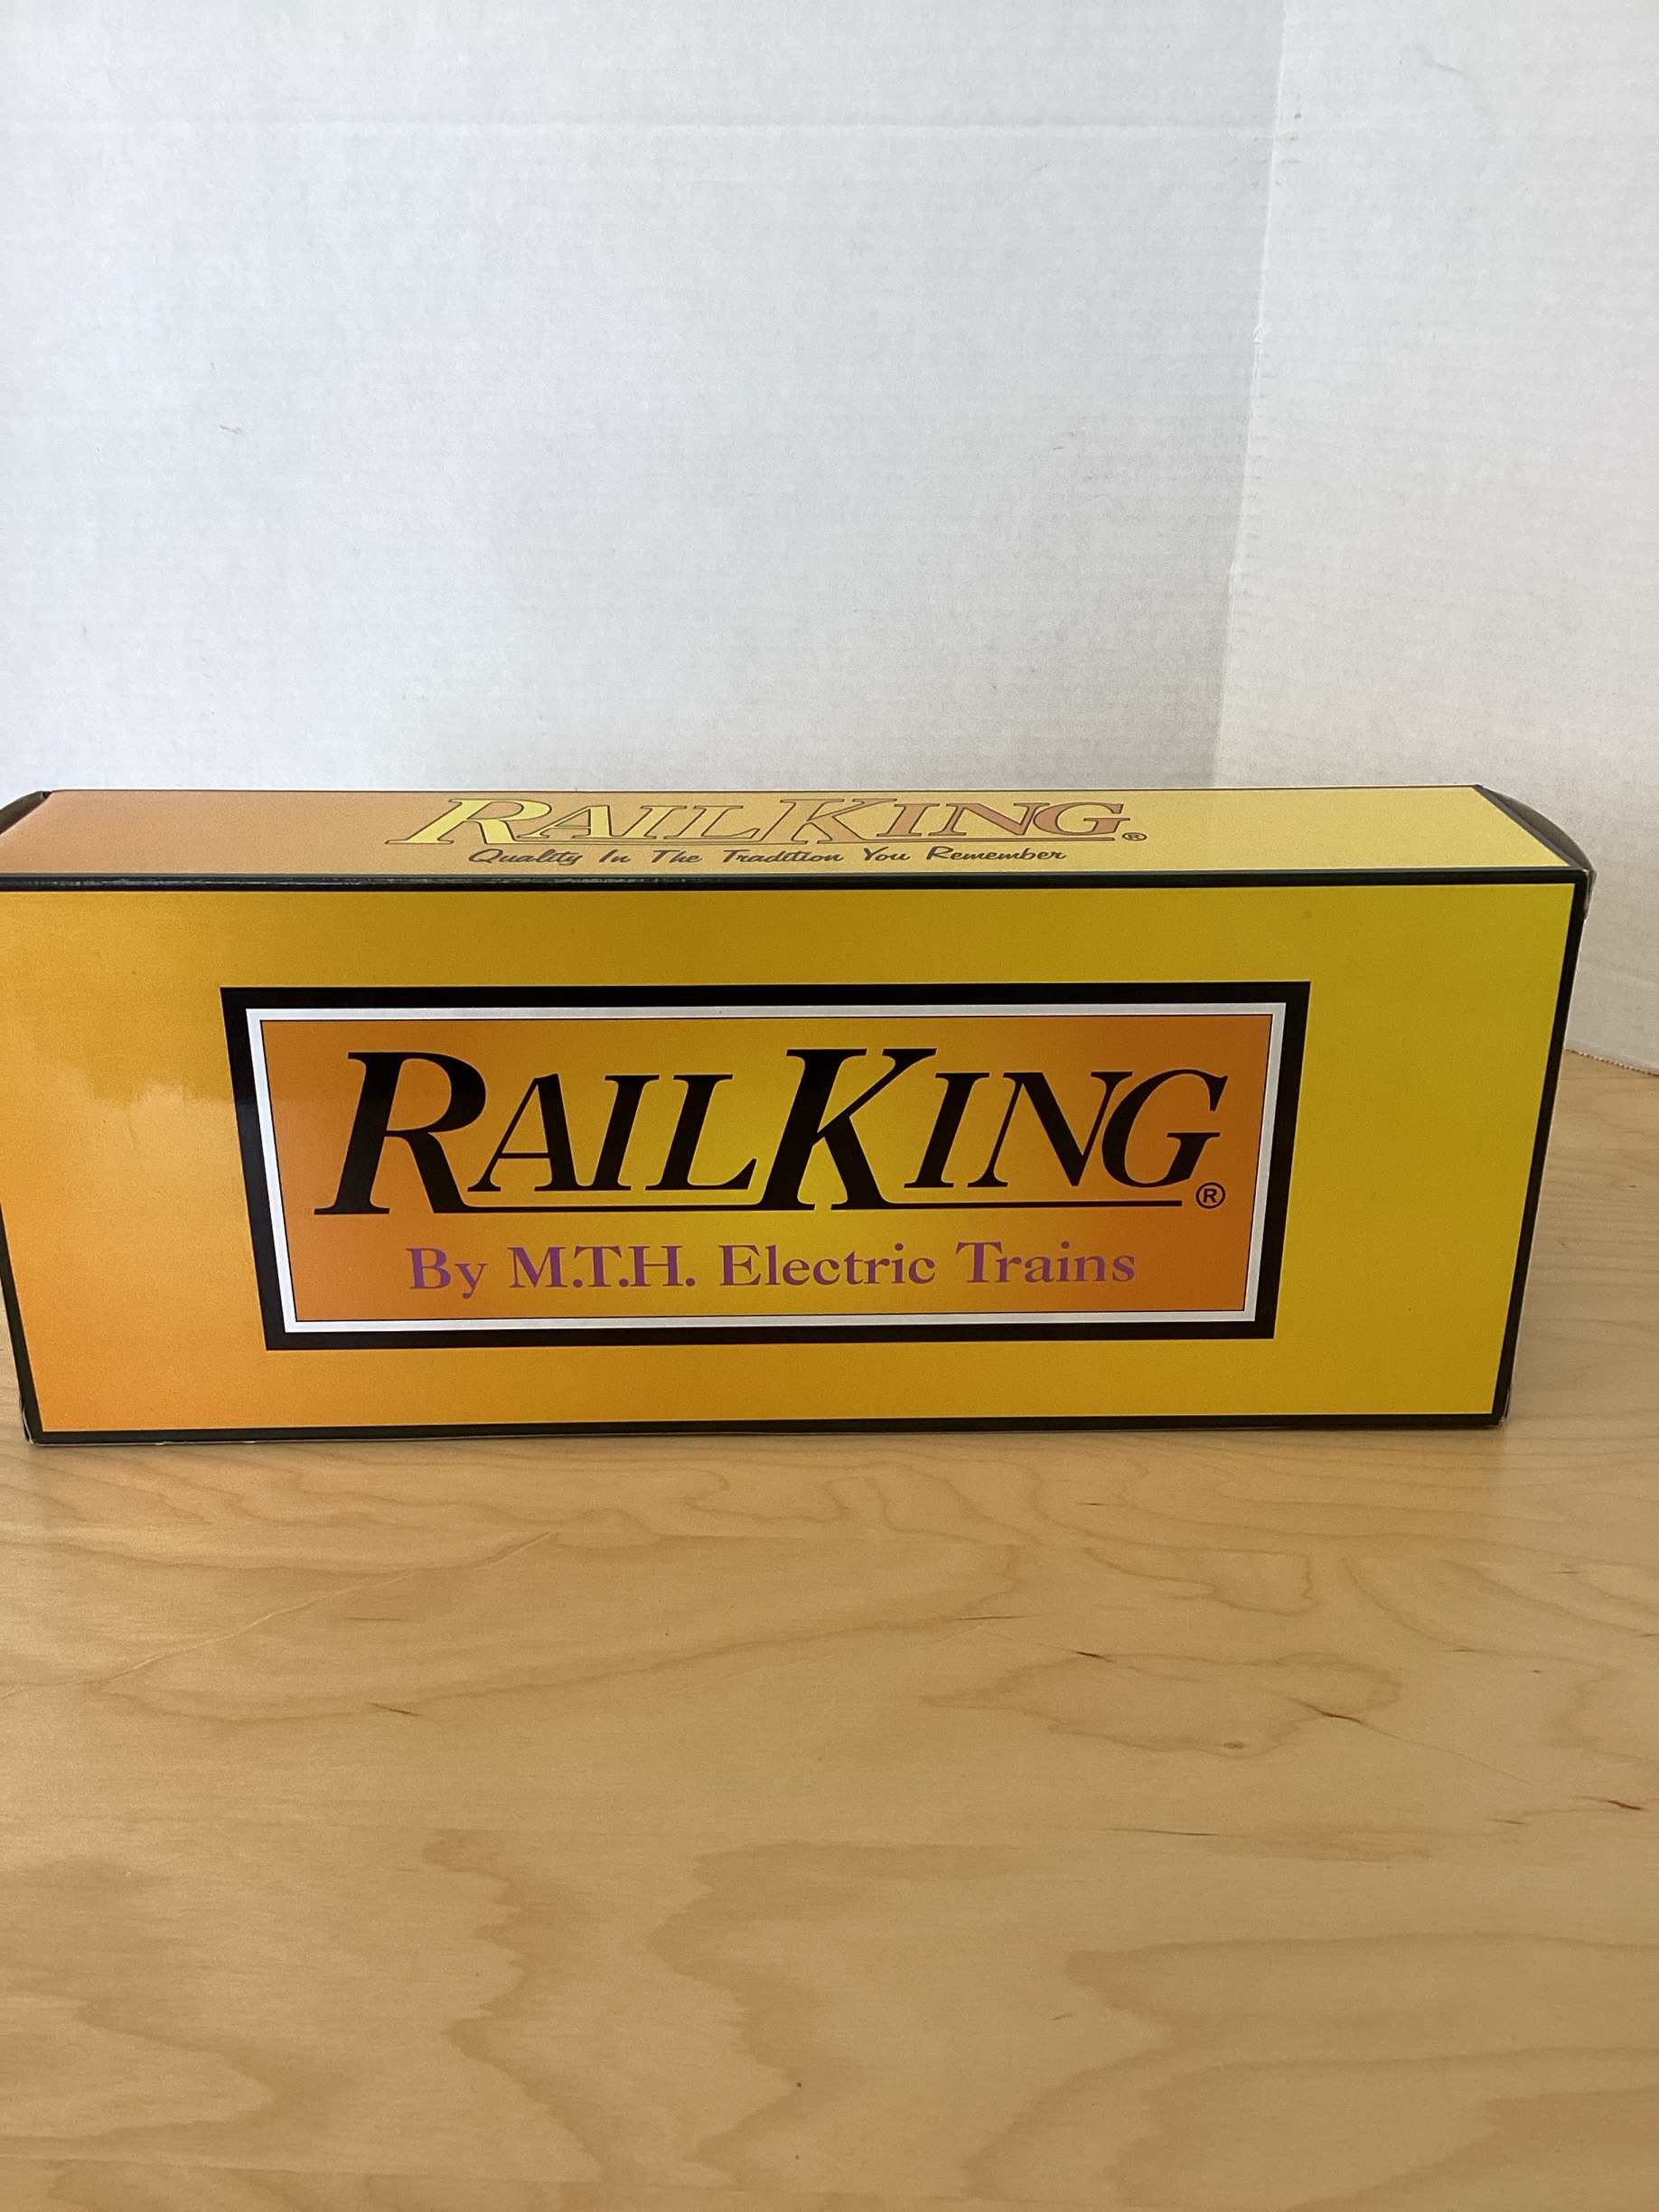 RAILKING®
Quality In The Tradition You Remember
RAILKING®
By M.T.H. Electric Trains